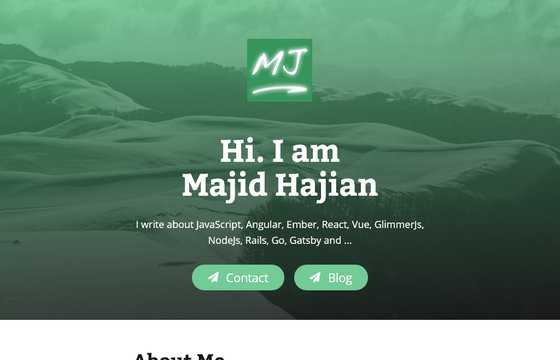 MJ
Hi. I am
Majid Hajian
I write about JavaScript, Angular, Ember, React, Vue, GlimmerJs,
NodeJs, Rails, Go, Gatsby and ...
Contact
Blog
About Me